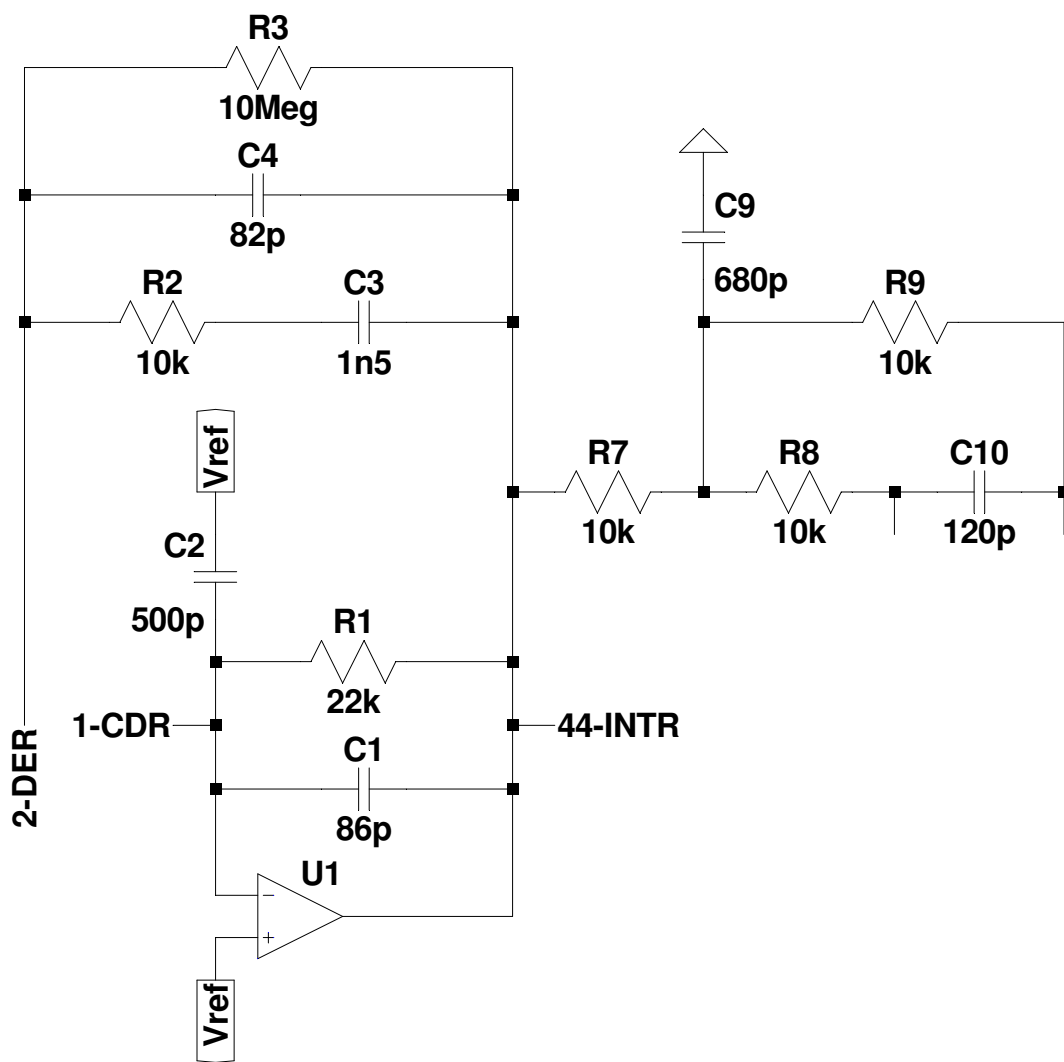 R3
10Meg
C4
82p
C9
680p
R2
10k
C3
1n5
R9
10k
Vref
R7
10k
R8
10k
C10
120p
C2
500p
R1
22k
1-CDR
44-INTR
2-DER
C1
86p
U1
−
+
Vref